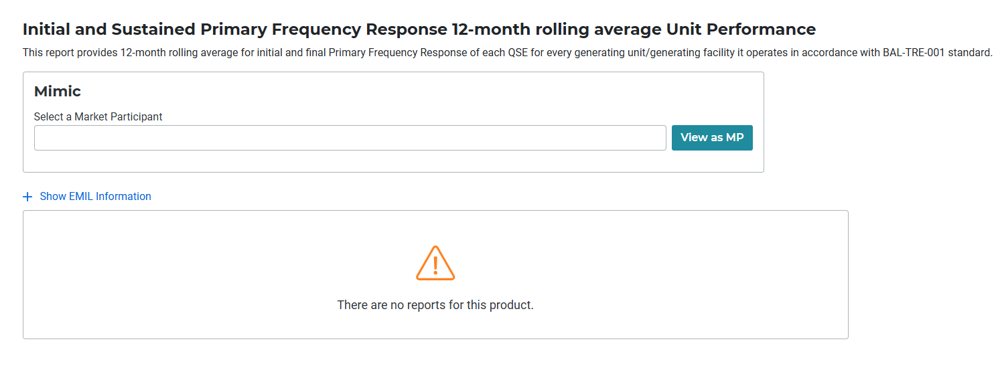 Initial and Sustained Primary Frequency Response 12-month rolling average Unit Performance
This report provides 12-month rolling average for initial and final Primary Frequency Response of each QSE for every generating unit/generating facility it operates in accordance with BAL-TRE-001 standard.
Mimic
Select a Market Participant
View as MP
+ Show EMIL Information
There are no reports for this product.